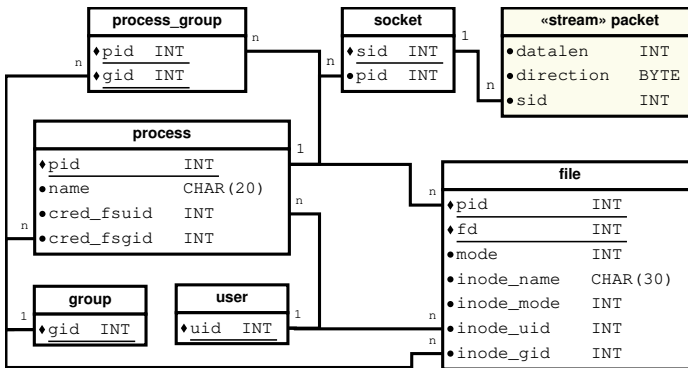 process_group
♦pid INT
♦gid INT
socket
♦sid INT
●pid INT
«stream» packet
●datalen INT
●direction BYTE
●sid INT
n
n
n
1
n
process
♦pid INT
●name CHAR(20)
●cred_fsuid INT
●cred_fsgid INT
1
n
n
file
♦pid INT
♦fd INT
●mode INT
●inode_name CHAR(30)
●inode_mode INT
●inode_uid INT
●inode_gid INT
n
n
n
group
♦gid INT
1
user
♦uid INT
1